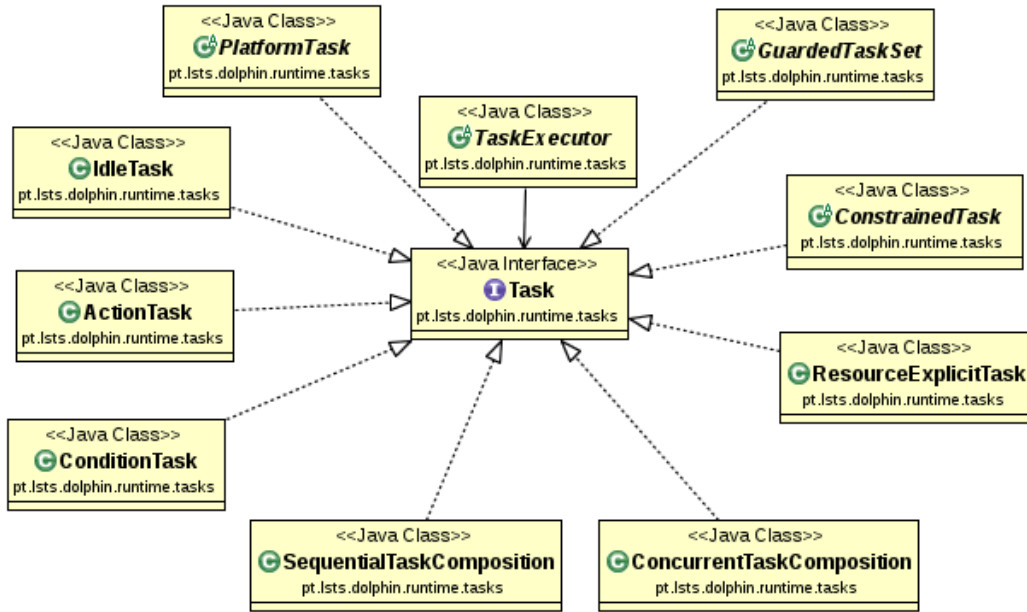 <<Java Class>>
PlatformTask
pt.lsts.dolphin.runtime.tasks
<<Java Class>>
GuardedTaskSet
pt.lsts.dolphin.runtime.tasks
<<Java Class>>
TaskExecutor
pt.lsts.dolphin.runtime.tasks
<<Java Class>>
IdleTask
pt.lsts.dolphin.runtime.tasks
<<Java Class>>
ConstrainedTask
pt.lsts.dolphin.runtime.tasks
<<Java Interface>>
Task
pt.lsts.dolphin.runtime.tasks
<<Java Class>>
ActionTask
pt.lsts.dolphin.runtime.tasks
<<Java Class>>
ResourceExplicitTask
pt.lsts.dolphin.runtime.tasks
<<Java Class>>
ConditionTask
pt.lsts.dolphin.runtime.tasks
<<Java Class>>
SequentialTaskComposition
pt.lsts.dolphin.runtime.tasks
<<Java Class>>
ConcurrentTaskComposition
pt.lsts.dolphin.runtime.tasks